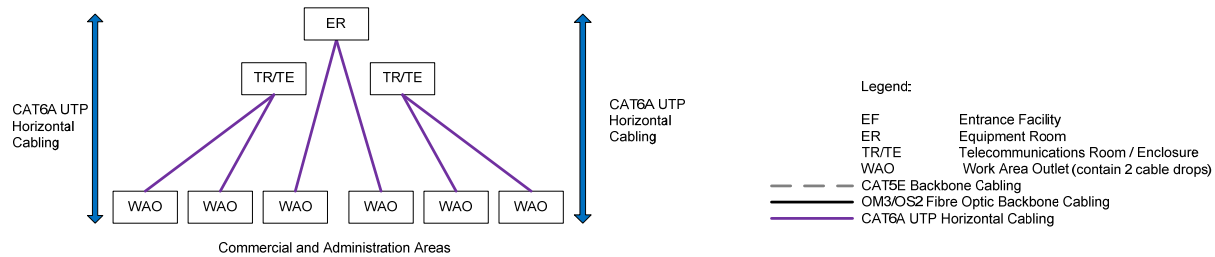 ER
TR/TE
TR/TE
CAT6A UTP
Horizontal
Cabling
CAT6A UTP
Horizontal
Cabling
WAO
WAO
WAO
WAO
WAO
WAO
Commercial and Administration Areas
Legend:
EF Entrance Facility
ER Equipment Room
TR/TE Telecommunications Room / Enclosure
WAO Work Area Outlet (contain 2 cable drops)
CAT5E Backbone Cabling
OM3/OS2 Fibre Optic Backbone Cabling
CAT6A UTP Horizontal Cabling